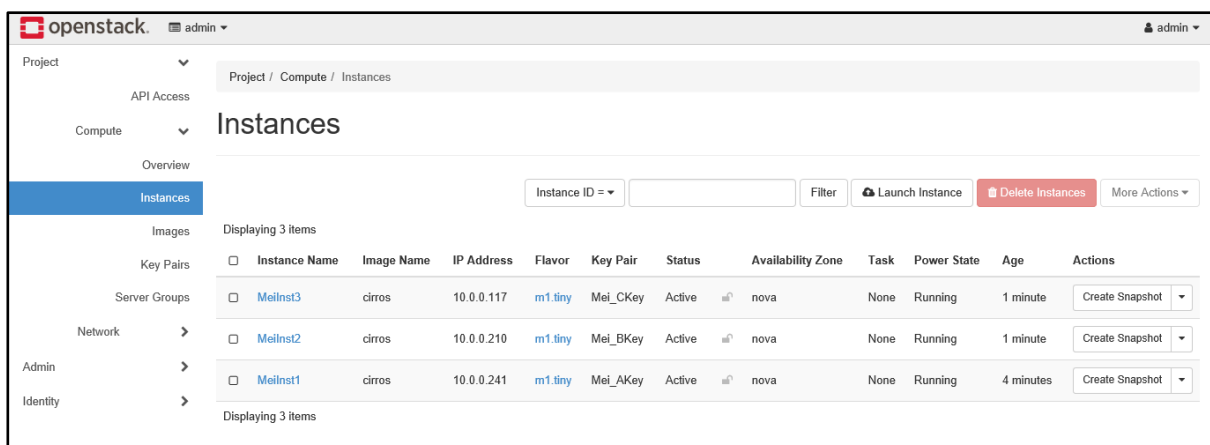 openstack. admin admin
Project
API Access
Compute
Overview
Instances
Images
Key Pairs
Server Groups
Network
Admin
Identity
Project / Compute / Instances
Instances
Instance ID = Filter Launch Instance Delete Instances More Actions
Displaying 3 items
Instance Name Image Name IP Address Flavor Key Pair Status Availability Zone Task Power State Age Actions
MeiInst3 cirros 10.0.0.117 m1.tiny Mei_CKey Active nova None Running 1 minute Create Snapshot
MeiInst2 cirros 10.0.0.210 m1.tiny Mei_BKey Active nova None Running 1 minute Create Snapshot
MeiInst1 cirros 10.0.0.241 m1.tiny Mei_AKey Active nova None Running 4 minutes Create Snapshot
Displaying 3 items